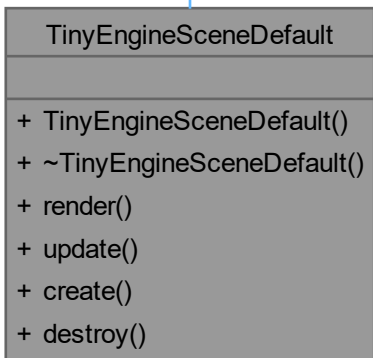 TinyEngineSceneDefault
+ TinyEngineSceneDefault()
+ ~TinyEngineSceneDefault()
+ render()
+ update()
+ create()
+ destroy()